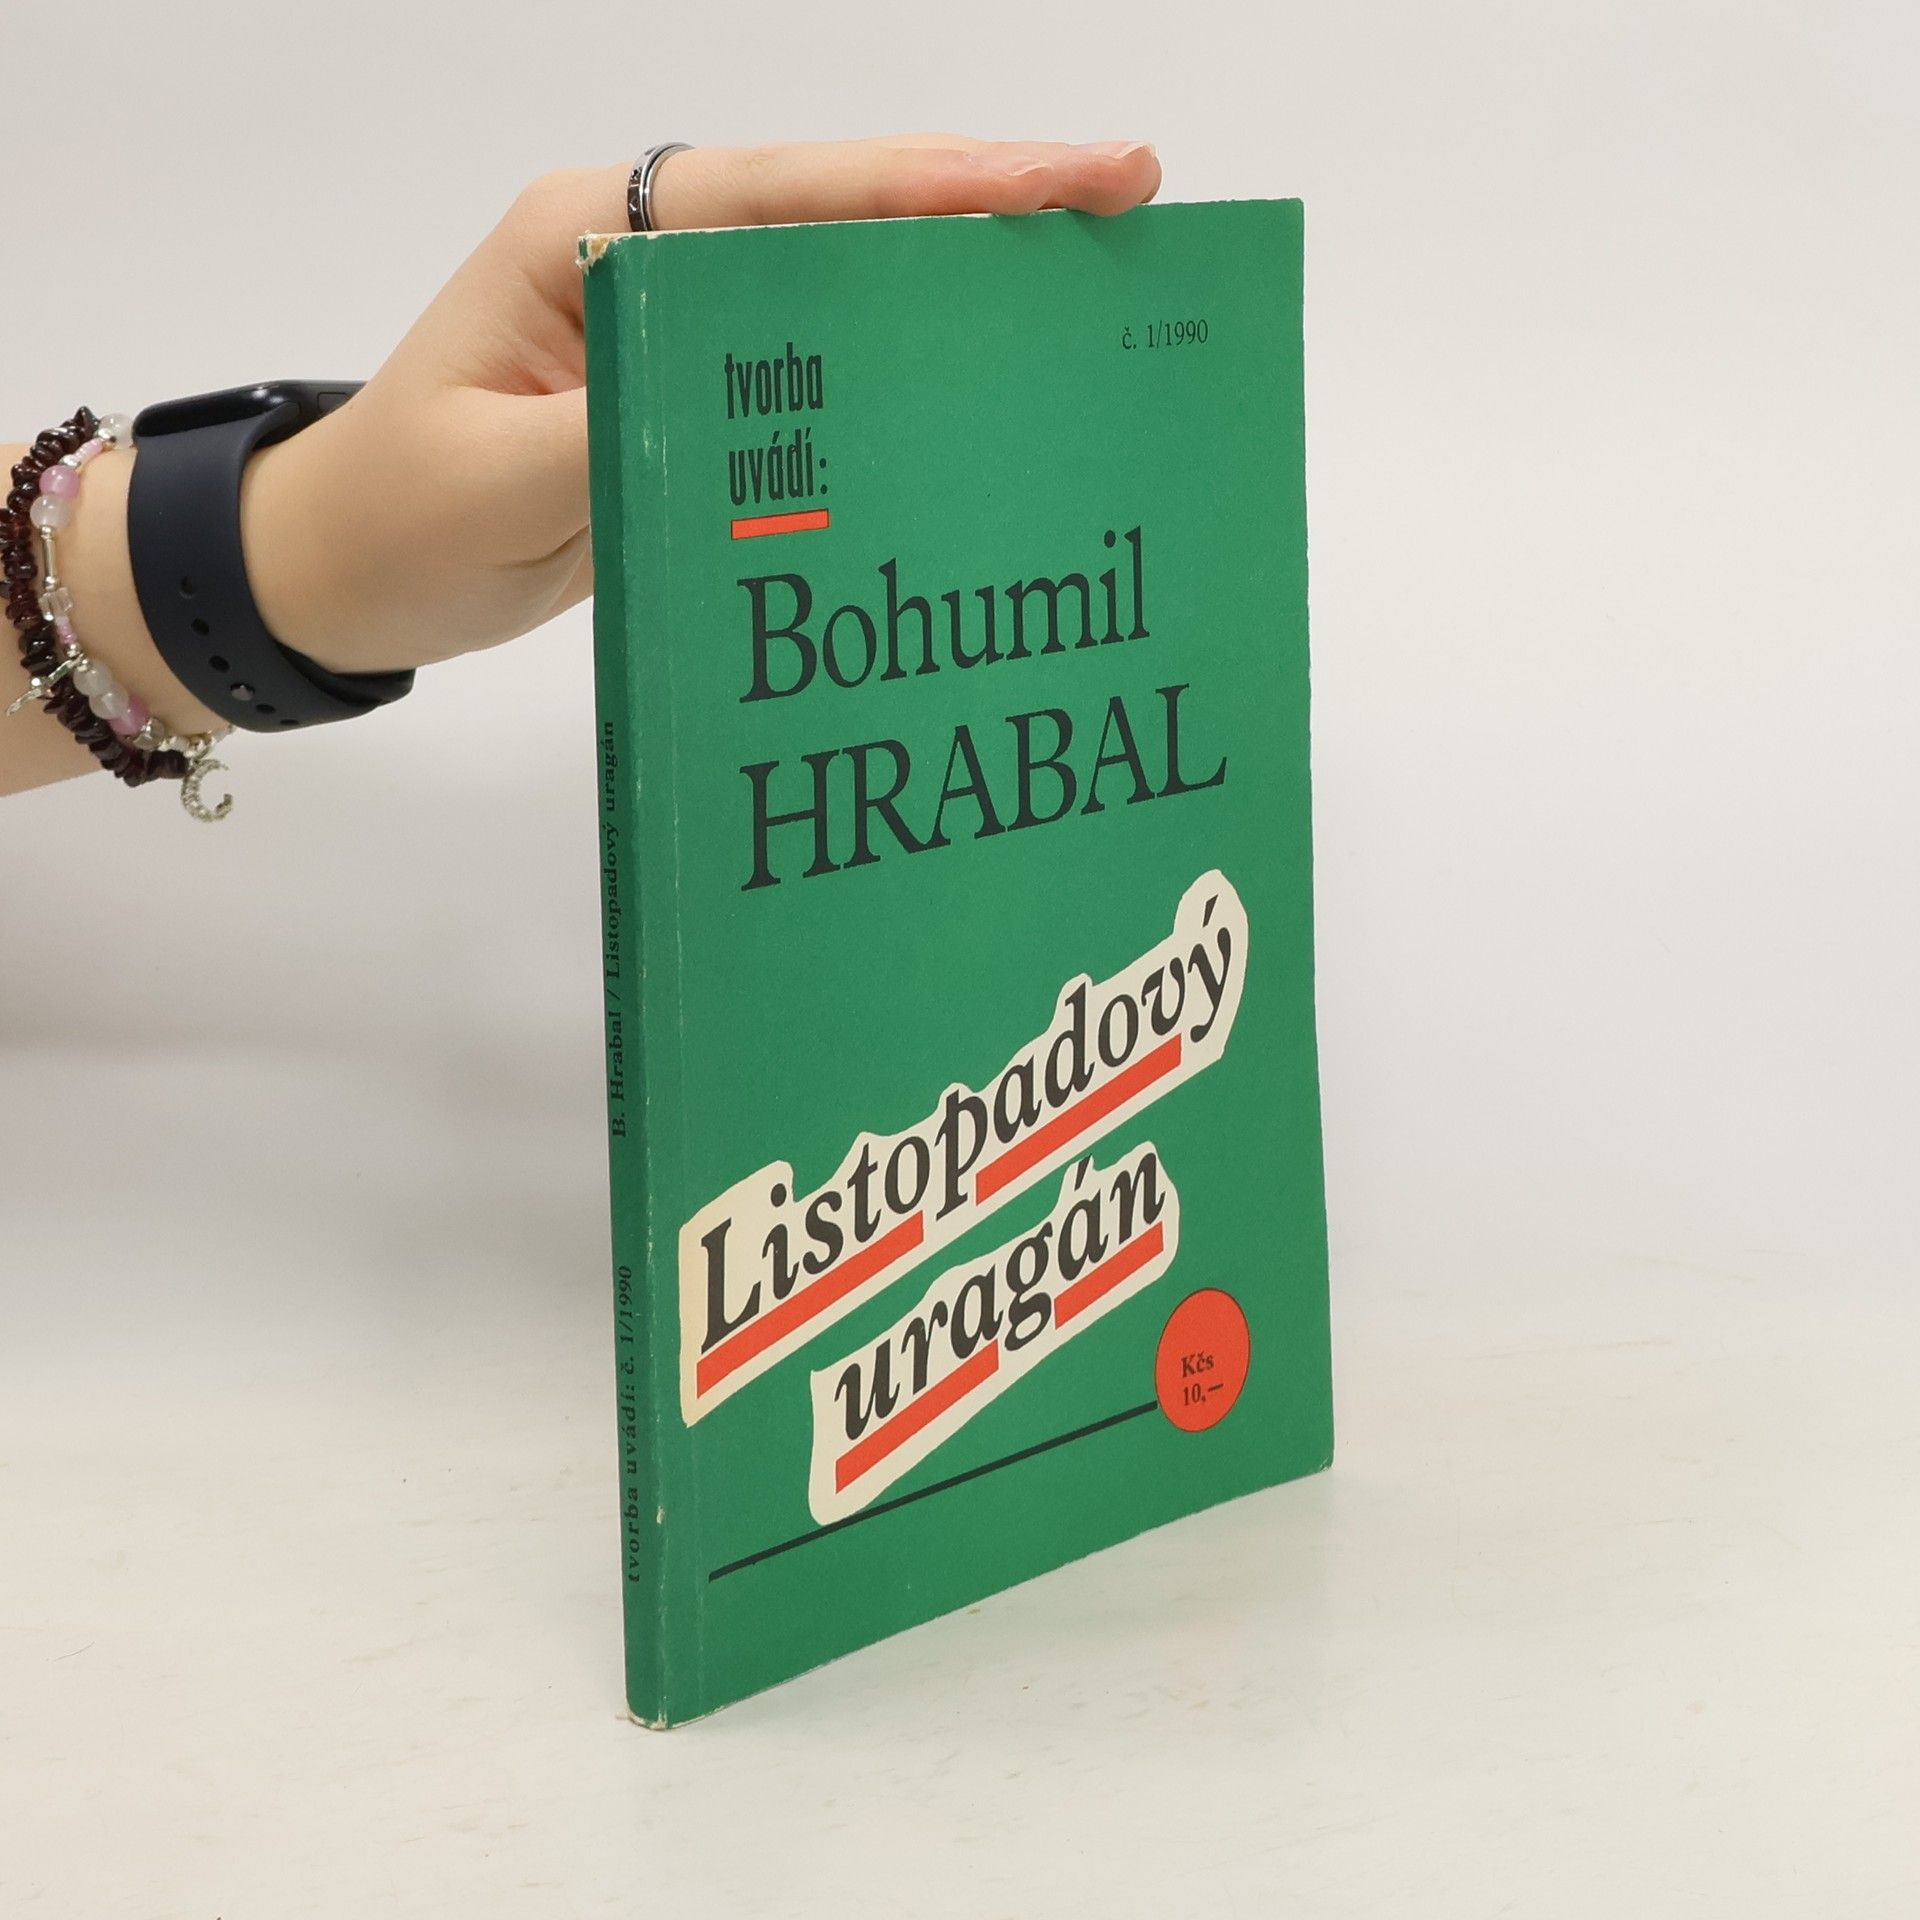 tvorba
uvádí:
č. 1/1990
Bohumil
HRABAL
Listopadový
uragán
Kčs
10,—
tvorba uvádí: č. 1/1990 B. Hrabal / Listopadový uragán